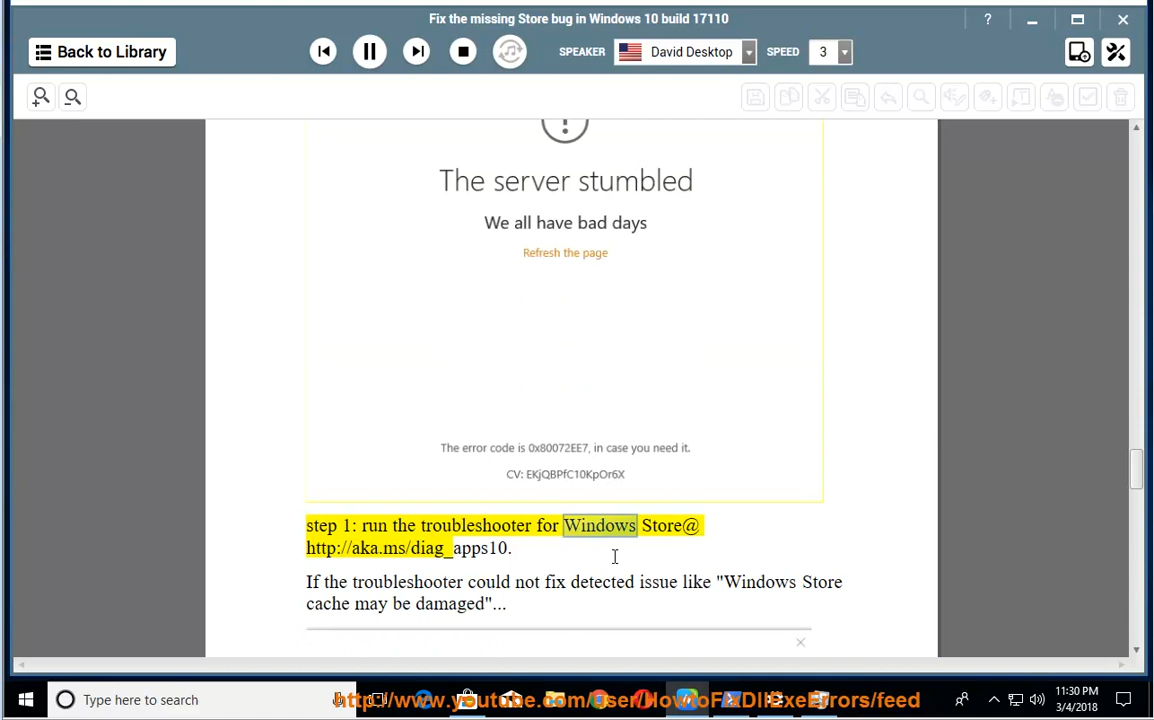 Fix the missing Store bug in Windows 10 build 17110
?
Back to Library
SPEAKER
David Desktop
SPEED
3
The server stumbled
We all have bad days
Refresh the page
The error code is 0x80072EE7, in case you need it.
CV: EKjQBPfC10KpOr6X
step 1: run the troubleshooter for Windows Store@
http://aka.ms/diag_apps10.
If the troubleshooter could not fix detected issue like "Windows Store
cache may be damaged"...
Type here to search
http://www.youtube.com/user/HowtoFixDllExeErrors/feed
11:30 PM
3/4/2018